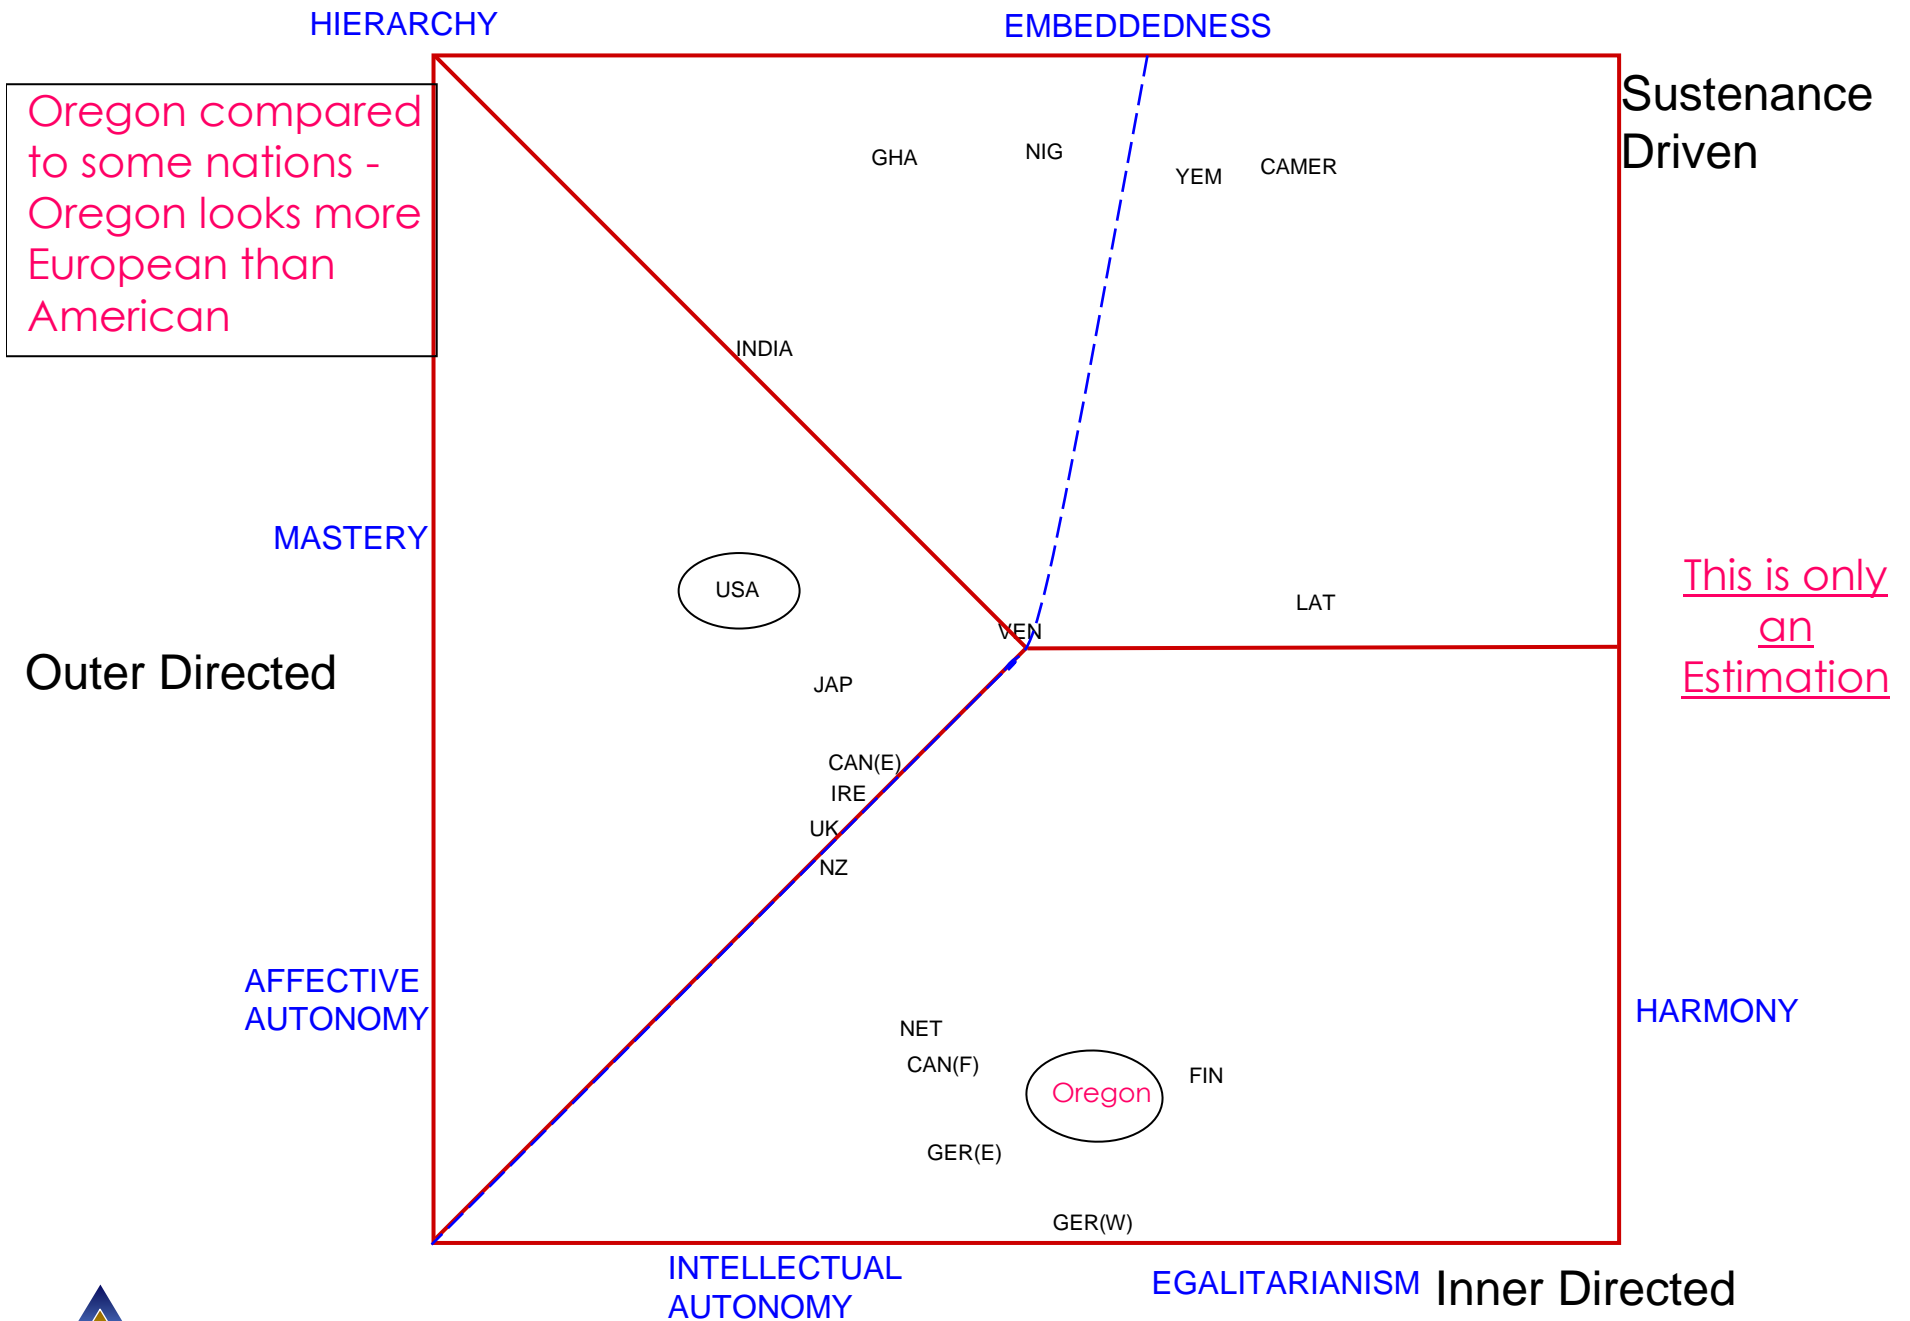 HIERARCHY
EMBEDDEDNESS
Oregon compared
to some nations -
Oregon looks more
European than
American
Sustenance
Driven
GHA
NIG
YEM
CAMER
INDIA
MASTERY
USA
LAT
This is only
an
Estimation
VEN
Outer Directed
JAP
CAN(E)
IRE
UK
NZ
AFFECTIVE
AUTONOMY
HARMONY
NET
CAN(F)
FIN
Oregon
GER(E)
GER(W)
INTELLECTUAL
AUTONOMY
EGALITARIANISM
Inner Directed